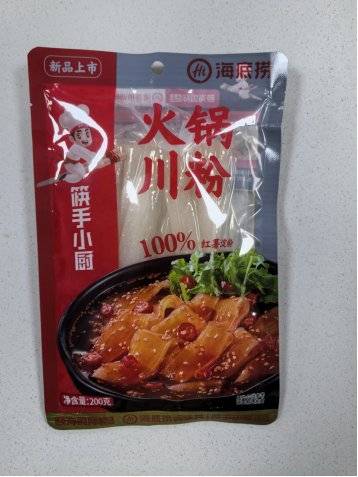 新品上市
Hi 海底捞
火锅
川粉
筷手小厨
100% 红薯淀粉
净含量:200克